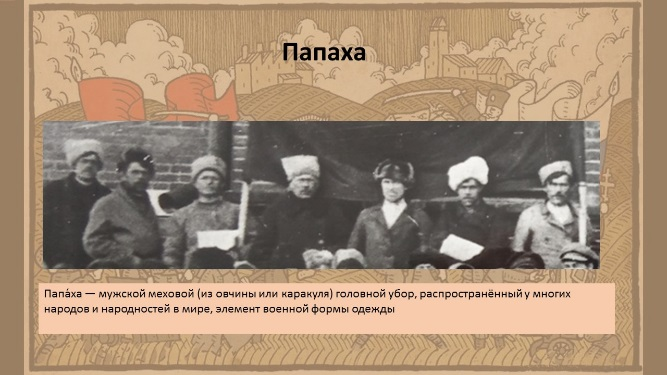 Папаха
Папа́ха — мужской меховой (из овчины или каракуля) головной убор, распространённый у многих
народов и народностей в мире, элемент военной формы одежды